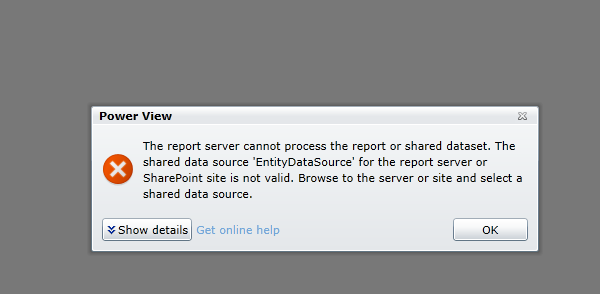 Power View
The report server cannot process the report or shared dataset. The
shared data source 'EntityDataSource' for the report server or
SharePoint site is not valid. Browse to the server or site and select a
shared data source.
Show details Get online help OK